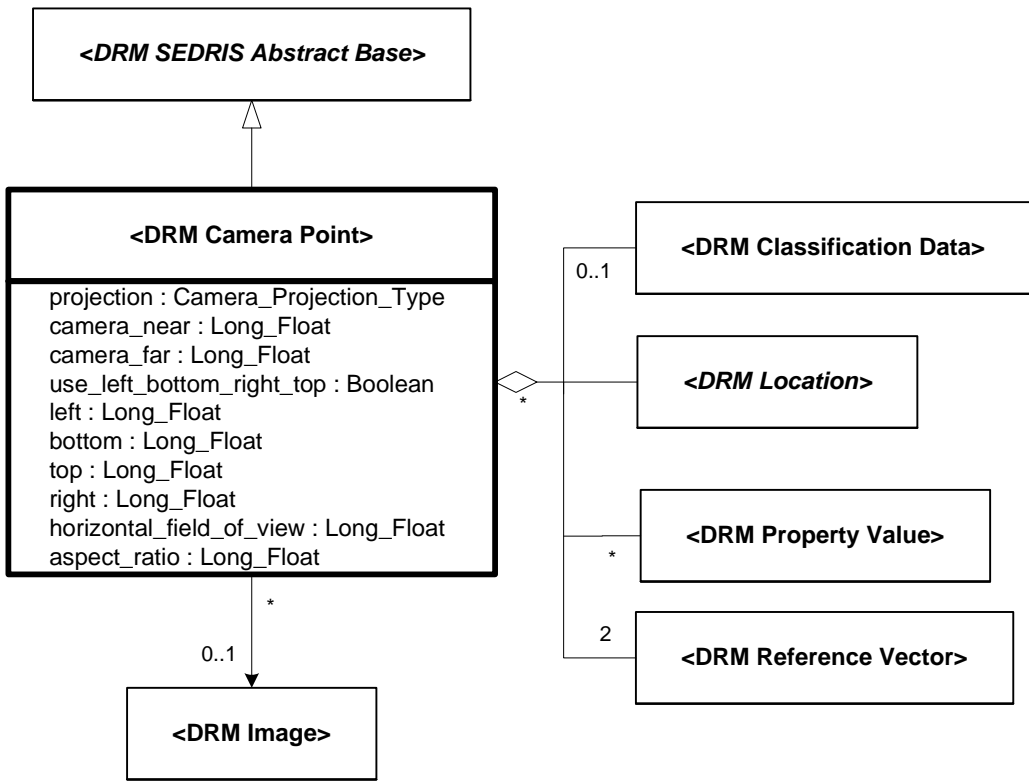 <DRM SEDRIS Abstract Base>
<DRM Camera Point>
projection : Camera_Projection_Type
camera_near : Long_Float
camera_far : Long_Float
use_left_bottom_right_top : Boolean
left : Long_Float
bottom : Long_Float
top : Long_Float
right : Long_Float
horizontal_field_of_view : Long_Float
aspect_ratio : Long_Float
*
<DRM Classification Data>
0..1
<DRM Location>
<DRM Property Value>
*
2
<DRM Reference Vector>
*
0..1
<DRM Image>